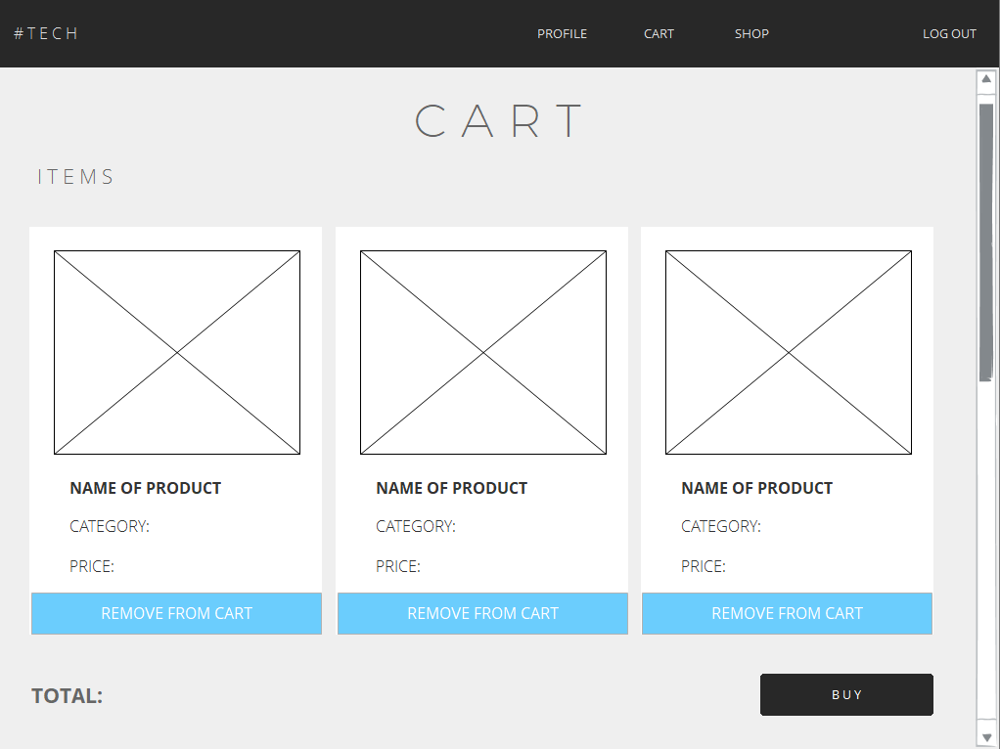 #TECH
PROFILE
CART
SHOP
LOG OUT
CART
ITEMS
NAME OF PRODUCT
CATEGORY:
PRICE:
REMOVE FROM CART
NAME OF PRODUCT
CATEGORY:
PRICE:
REMOVE FROM CART
NAME OF PRODUCT
CATEGORY:
PRICE:
REMOVE FROM CART
TOTAL:
BUY